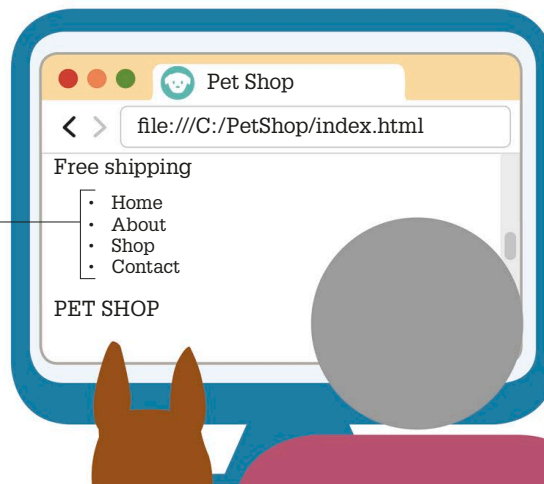 Pet Shop
file:///C:/PetShop/index.html
Free shipping
• Home
• About
• Shop
• Contact
PET SHOP